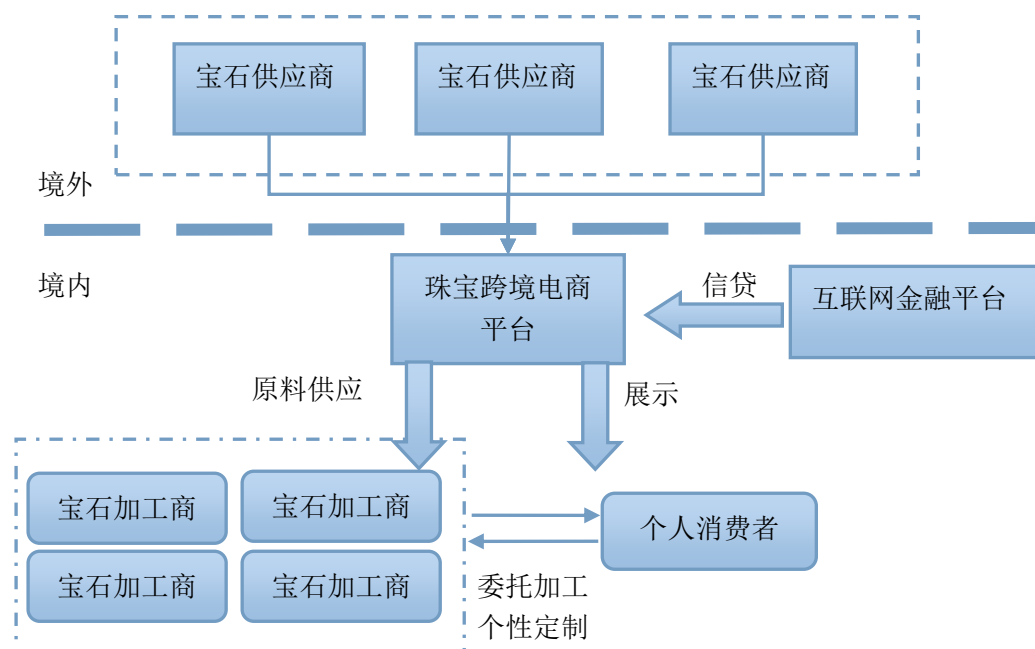 宝石供应商
宝石供应商
宝石供应商
境外
境内
珠宝跨境电商
平台
信贷
互联网金融平台
原料供应
展示
宝石加工商
宝石加工商
个人消费者
宝石加工商
宝石加工商
委托加工
个性定制